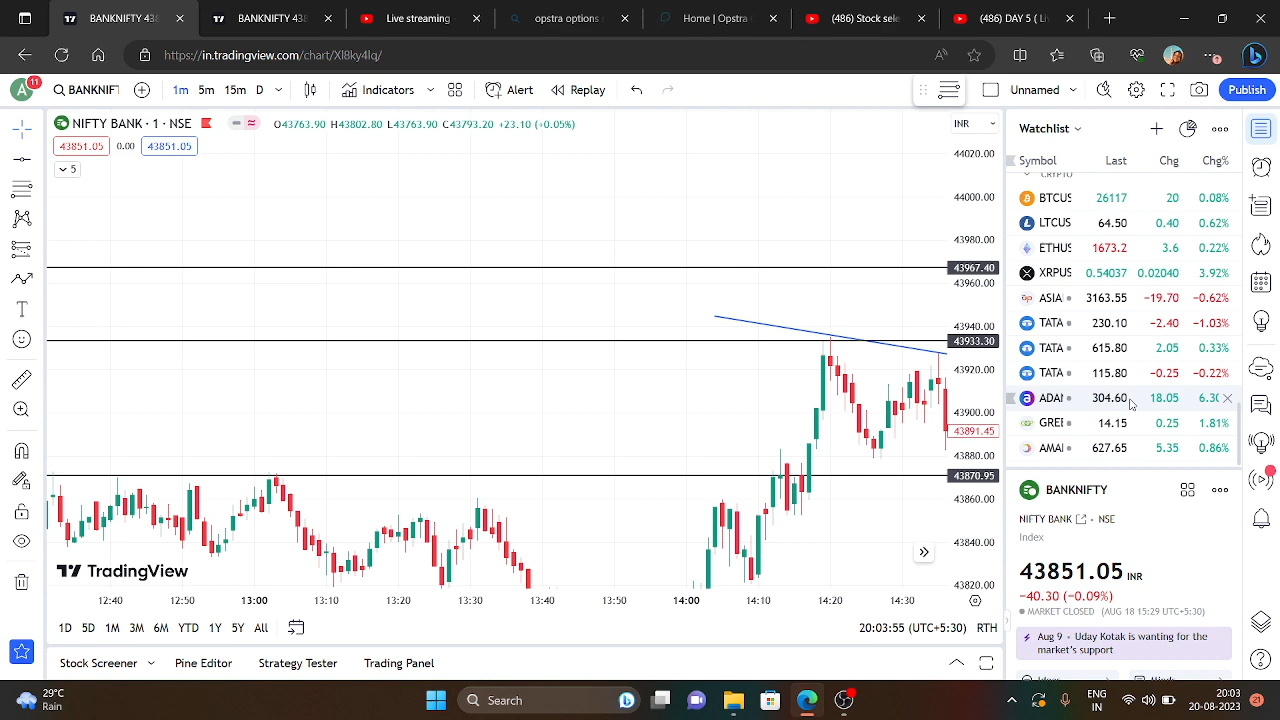 BANKNIFTY 438
BANKNIFTY 438
Live streaming
opstra options
Home | Opstra
(486) Stock sele
(486) DAY 5 ( Liv
https://in.tradingview.com/chart/Xl8ky4lq/
A 11 BANKNIFT 1m 5m 15m D Indicators Alert Replay Unnamed Publish
NIFTY BANK · 1 · NSE O43763.90 H43802.80 L43763.90 C43793.20 +23.10 (+0.05%)
43851.05 0.00 43851.05
5
INR
44020.00
44000.00
43980.00
43967.40
43960.00
43940.00
43933.30
43920.00
43900.00
43891.45
43880.00
43870.95
43860.00
43840.00
43820.00
TradingView
12:40 12:50 13:00 13:10 13:20 13:30 13:40 13:50 14:00 14:10 14:20 14:30
1D 5D 1M 3M 6M YTD 1Y 5Y All 20:03:55 (UTC+5:30) RTH
Stock Screener Pine Editor Strategy Tester Trading Panel
Watchlist
Symbol Last Chg Chg%
CRYPTO
BTCUS 26117 20 0.08%
LTCUS 64.50 0.40 0.62%
ETHUS 1673.2 3.6 0.22%
XRPUS 0.54037 0.02040 3.92%
ASIA 3163.55 −19.70 −0.62%
TATA 230.10 −2.40 −1.03%
TATA 615.80 2.05 0.33%
TATA 115.80 −0.25 −0.22%
ADAN 304.60 18.05 6.30
GREE 14.15 0.25 1.81%
AMAI 627.65 5.35 0.86%
BANKNIFTY
NIFTY BANK · NSE
Index
43851.05 INR
−40.30 (−0.09%)
MARKET CLOSED (AUG 18 15:29 UTC+5:30)
Aug 9 · Uday Kotak is wanting for the
market's support
29°C
Rain
Search
ENG
IN
20:03
20-08-2023
21